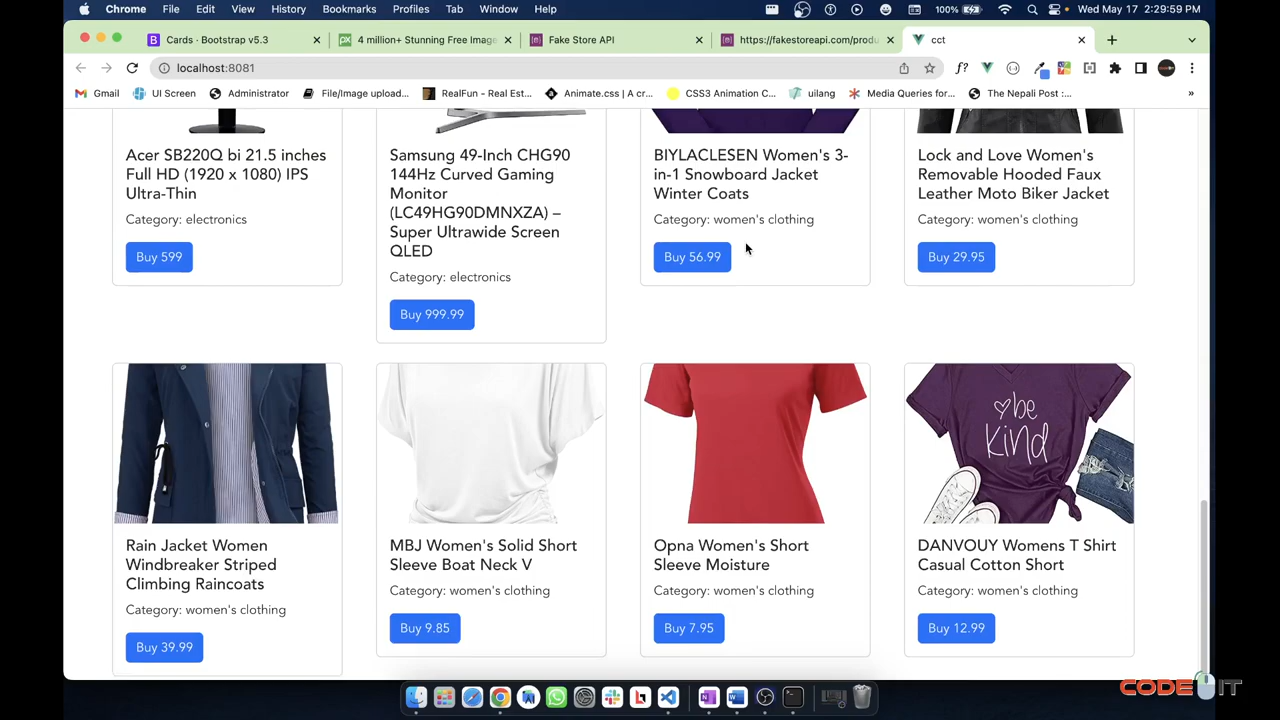 Chrome File Edit View History Bookmarks Profiles Tab Window Help 100% Wed May 17 2:29:59 PM
Cards · Bootstrap v5.3 4 million+ Stunning Free Image Fake Store API https://fakestoreapi.com/produ cct
localhost:8081 f?
Gmail UI Screen Administrator File/Image upload... RealFun - Real Est... Animate.css | A cr... CSS3 Animation C... uilang Media Queries for... The Nepali Post :... »
Acer SB220Q bi 21.5 inches
Full HD (1920 x 1080) IPS
Ultra-Thin
Category: electronics
Buy 599
Samsung 49-Inch CHG90
144Hz Curved Gaming
Monitor
(LC49HG90DMNXZA) –
Super Ultrawide Screen
QLED
Category: electronics
Buy 999.99
BIYLACLESEN Women's 3-
in-1 Snowboard Jacket
Winter Coats
Category: women's clothing
Buy 56.99
Lock and Love Women's
Removable Hooded Faux
Leather Moto Biker Jacket
Category: women's clothing
Buy 29.95
Rain Jacket Women
Windbreaker Striped
Climbing Raincoats
Category: women's clothing
Buy 39.99
MBJ Women's Solid Short
Sleeve Boat Neck V
Category: women's clothing
Buy 9.85
Opna Women's Short
Sleeve Moisture
Category: women's clothing
Buy 7.95
be
kind
DANVOUY Womens T Shirt
Casual Cotton Short
Category: women's clothing
Buy 12.99
CODE IT